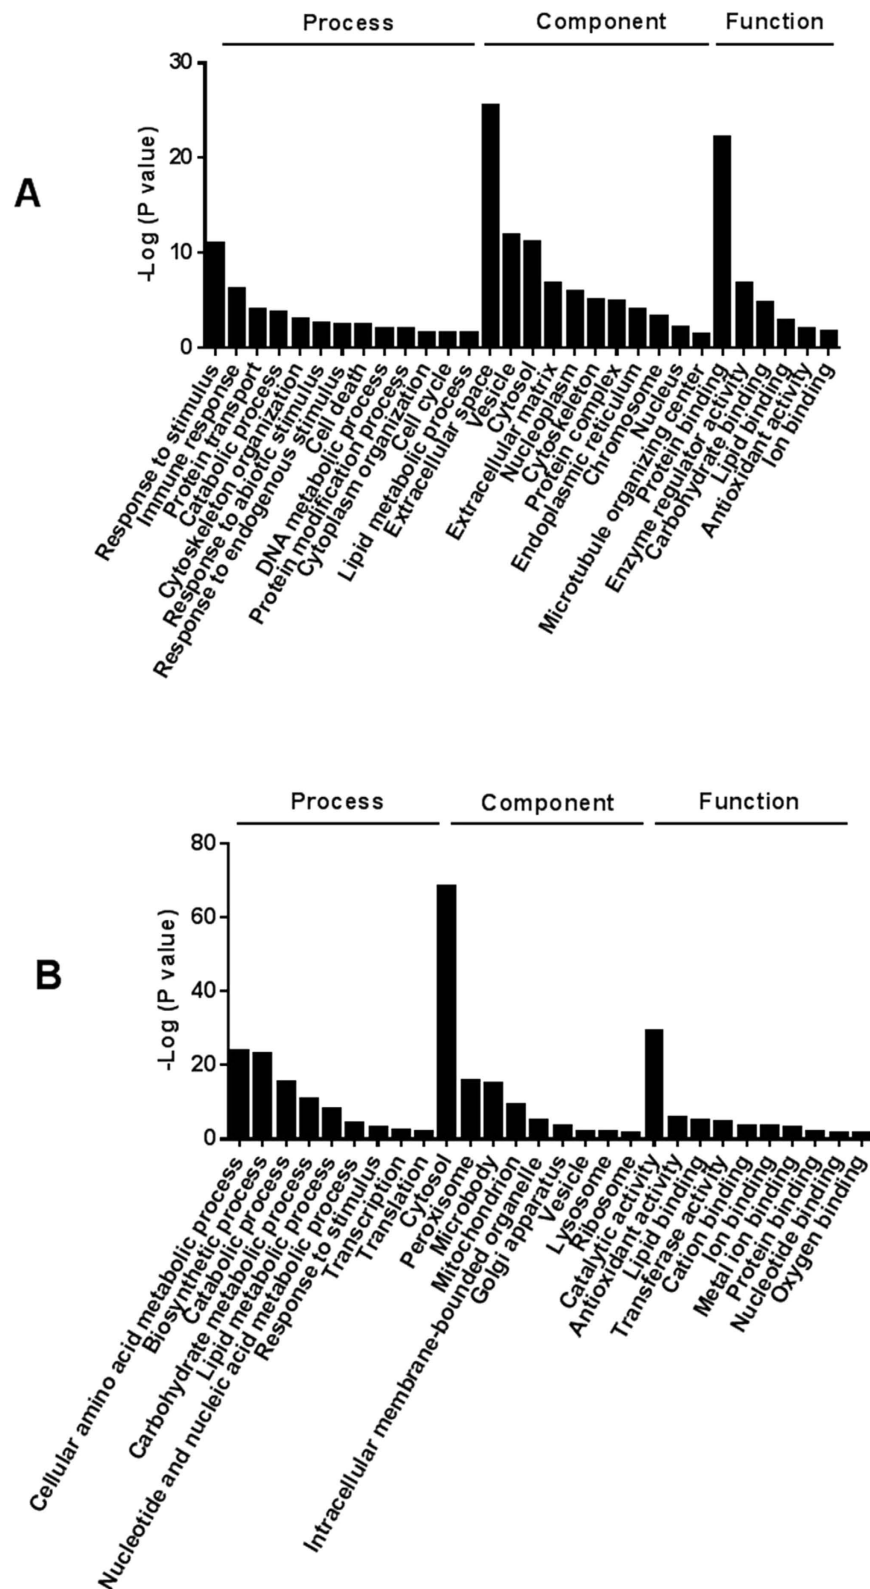 Process Component Function
A
-Log (P value)
30
20
10
0
Response to stimulus
Immune response
Protein transport
Catabolic process
Cytoskeleton organization
Response to abiotic stimulus
Response to endogenous stimulus
Cell death
DNA metabolic process
Protein modification process
Cytoplasm organization
Cell cycle
Lipid metabolic process
Extracellular space
Vesicle
Cytosol
Extracellular matrix
Nucleoplasm
Cytoskeleton
Protein complex
Endoplasmic reticulum
Chromosome
Nucleus
Microtubule organizing center
Protein binding
Enzyme regulator activity
Carbohydrate binding
Lipid binding
Antioxidant activity
Ion binding
Process Component Function
B
-Log (P value)
80
60
40
20
0
Cellular amino acid metabolic process
Biosynthetic process
Catabolic process
Carbohydrate metabolic process
Lipid metabolic process
Nucleotide and nucleic acid metabolic process
Response to stimulus
Transcription
Translation
Cytosol
Peroxisome
Microbody
Mitochondrion
Intracellular membrane-bounded organelle
Golgi apparatus
Vesicle
Lysosome
Ribosome
Catalytic activity
Antioxidant activity
Lipid binding
Transferase activity
Cation binding
Ion binding
Metal ion binding
Protein binding
Nucleotide binding
Oxygen binding